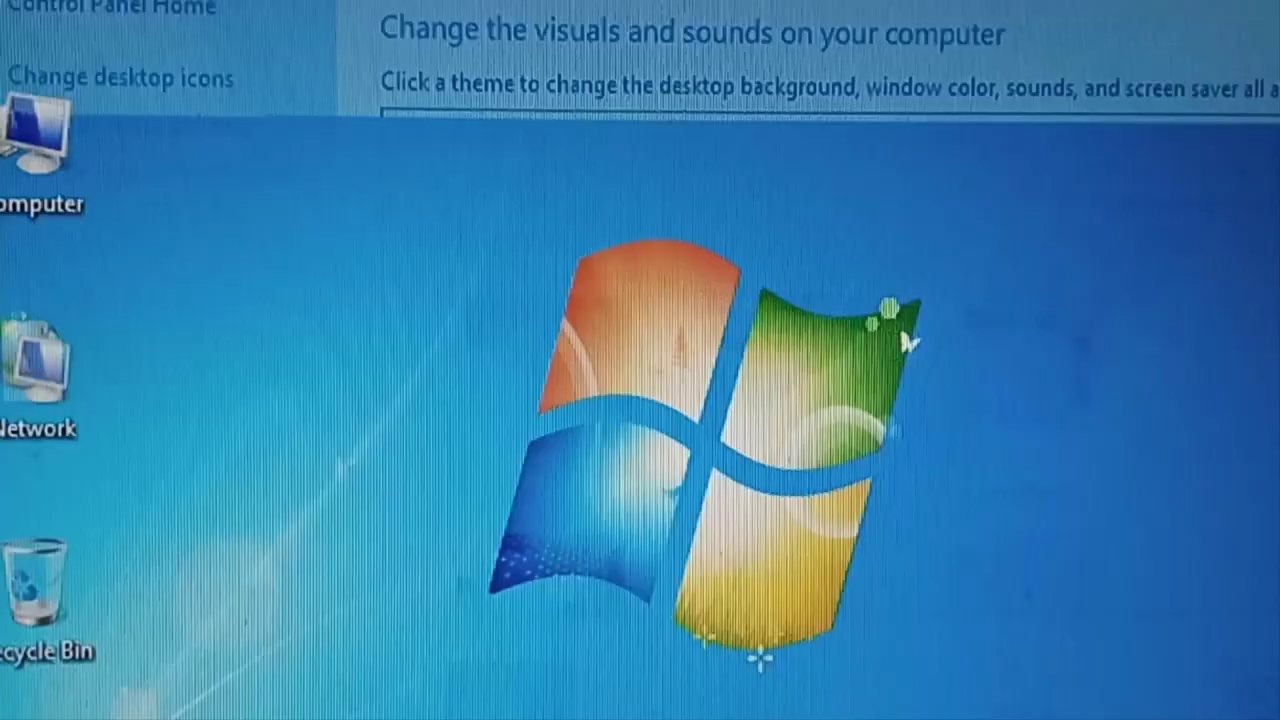 Control Panel Home
Change the visuals and sounds on your computer
Change desktop icons
Click a theme to change the desktop background, window color, sounds, and screen saver all a
omputer
Network
ecycle Bin